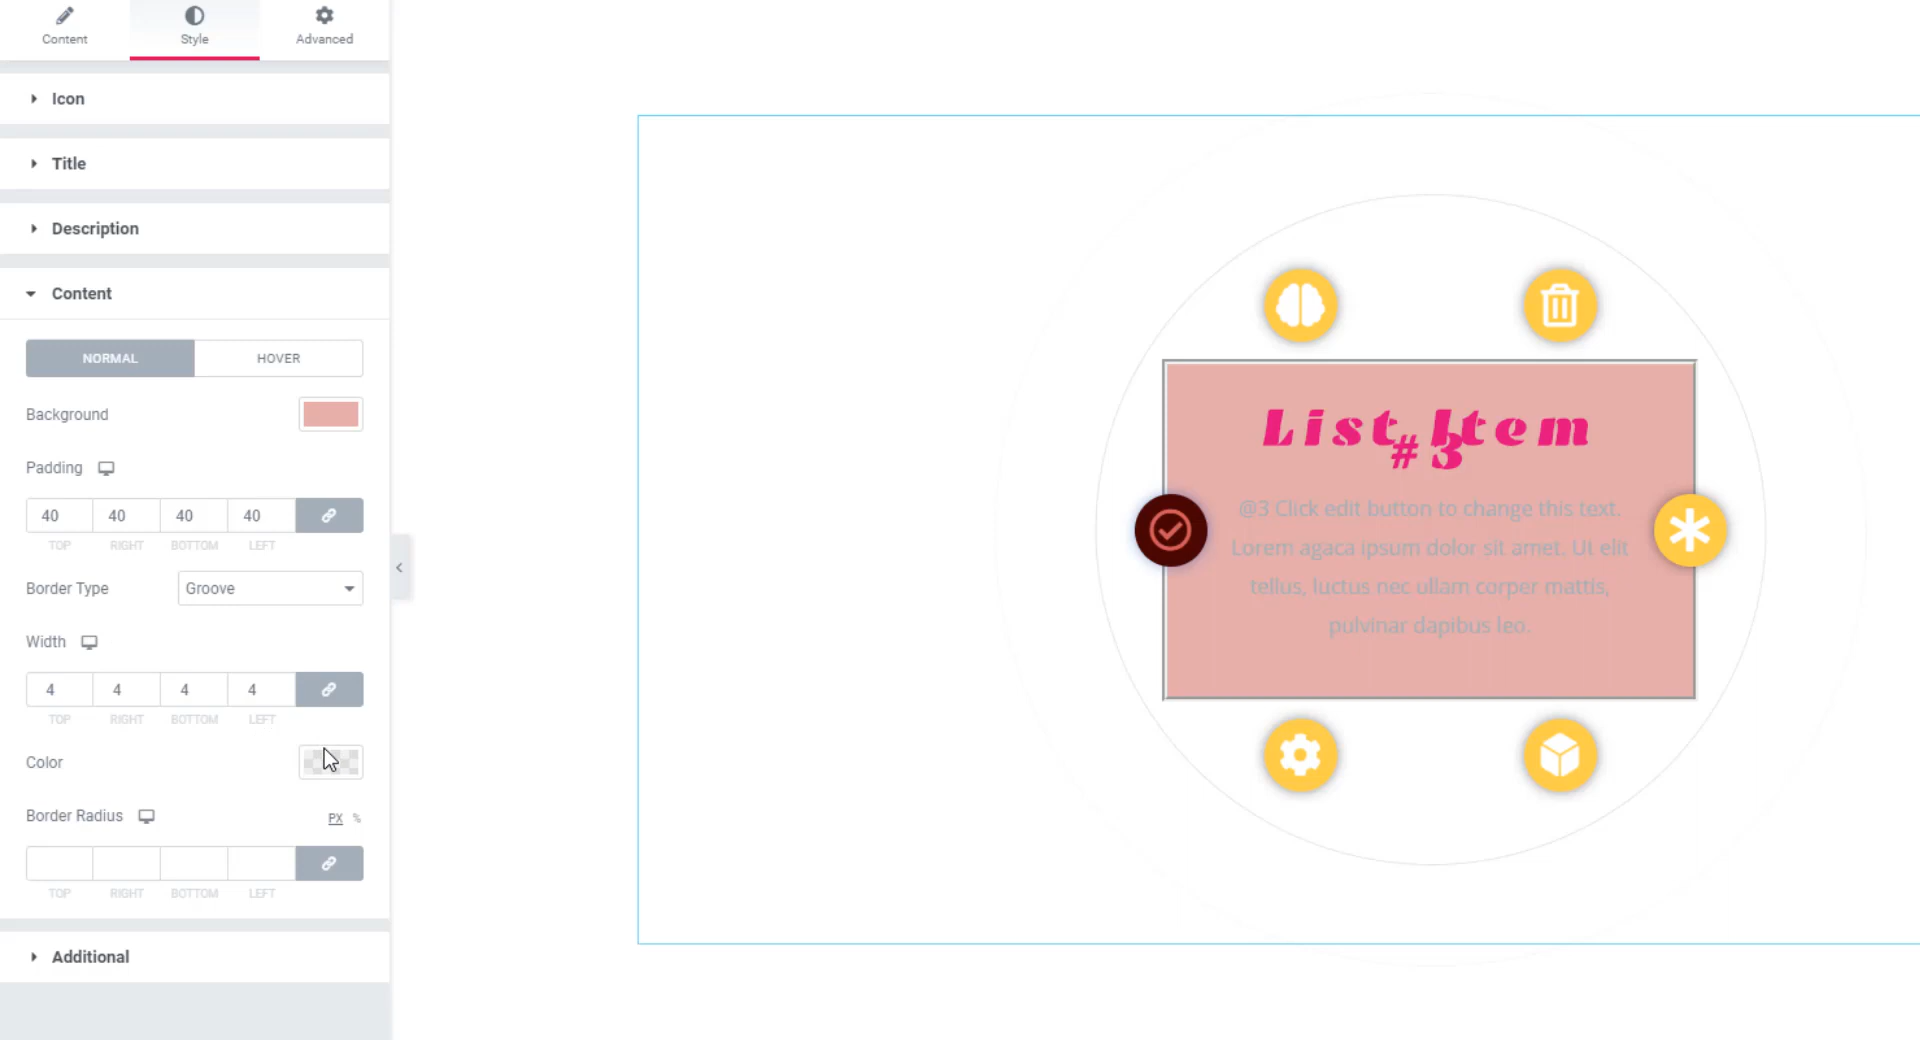 Content
Style
Advanced
Icon
Title
Description
Content
NORMAL
HOVER
Background
Padding
40 40 40 40
TOP RIGHT BOTTOM LEFT
Border Type
Groove
Width
4 4 4 4
TOP RIGHT BOTTOM LEFT
Color
Border Radius
PX %
TOP RIGHT BOTTOM LEFT
Additional
List Item
#3
@3 Click edit button to change this text.
Lorem agaca ipsum dolor sit amet. Ut elit
tellus, luctus nec ullam corper mattis,
pulvinar dapibus leo.